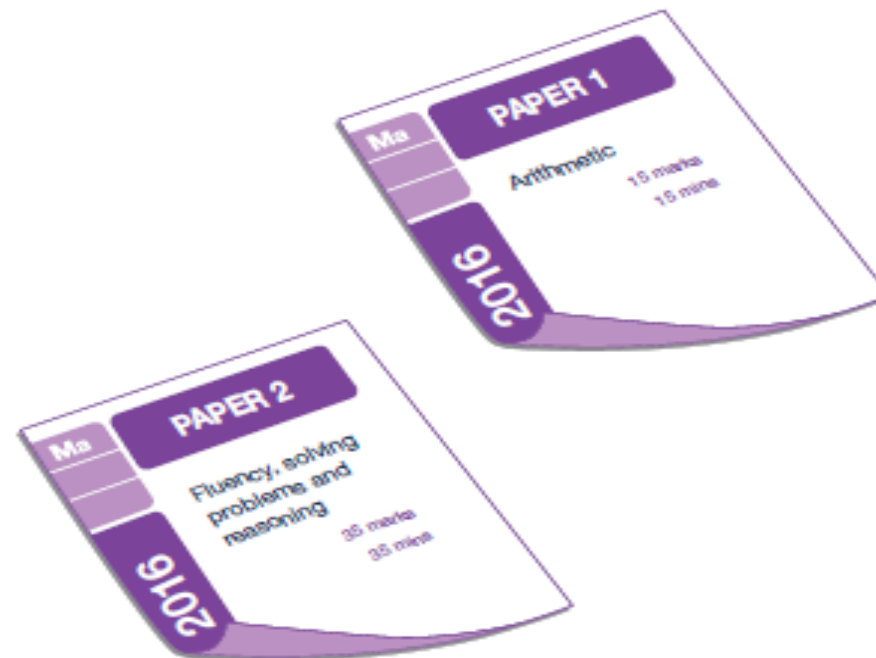 Ma
PAPER 1
Arithmetic
15 marks
15 mins
2016
Ma
PAPER 2
Fluency, solving
problems and
reasoning
35 marks
35 mins
2016